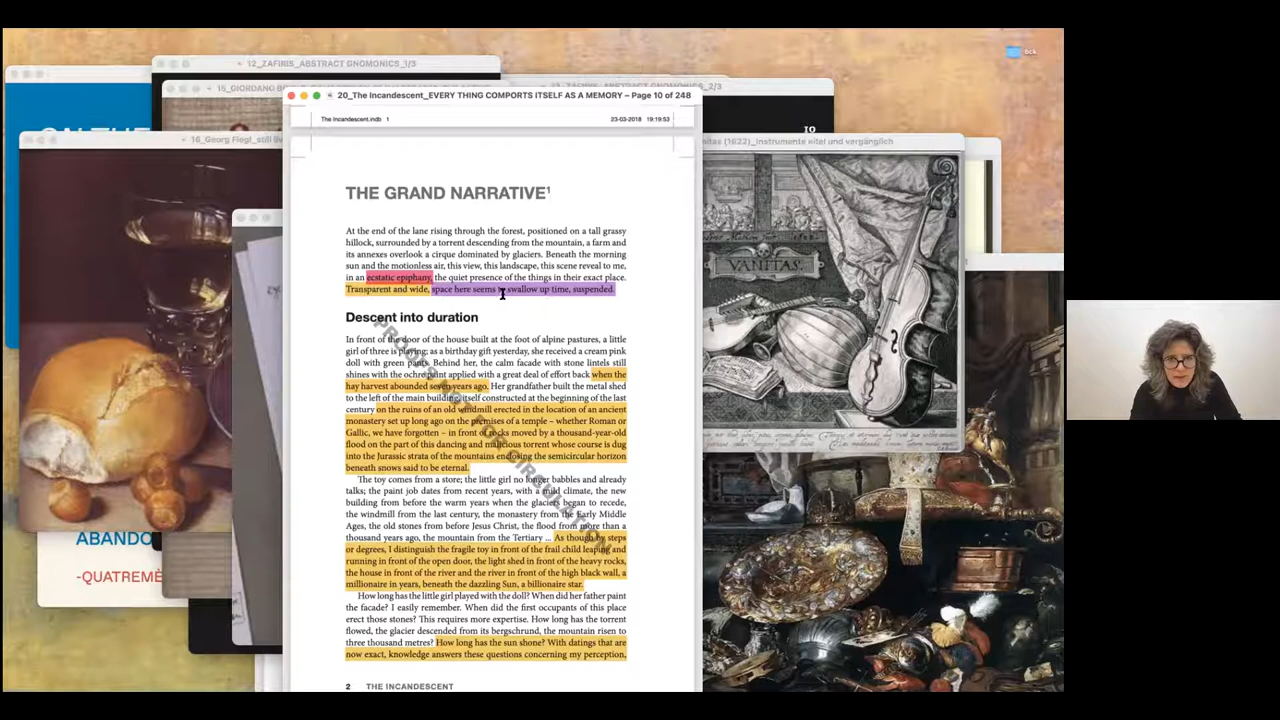 bck
12_ZAFIRIS_ABSTRACT GNOMONICS_1/3
20_The Incandescent_EVERY THING COMPORTS ITSELF AS A MEMORY – Page 10 of 248
16_Georg Flegl_still
(1622)_Instrumente eitel und vergänglich
The Incandescent.indb 1
23-03-2018 19:19:53
THE GRAND NARRATIVE¹
At the end of the lane rising through the forest, positioned on a tall grassy
hillock, surrounded by a torrent descending from the mountain, a farm and
its annexes overlook a cirque dominated by glaciers. Beneath the morning
sun and the motionless air, this view, this landscape, this scene reveal to me,
in an ecstatic epiphany, the quiet presence of the things in their exact place.
Transparent and wide, space here seems to swallow up time, suspended.
Descent into duration
In front of the door of the house built at the foot of alpine pastures, a little
girl of three is playing; as a birthday gift yesterday, she received a cream pink
doll with green pants. Behind her, the calm facade with stone lintels still
shines with the ochre paint applied with a great deal of effort back when the
hay harvest abounded seven years ago. Her grandfather built the metal shed
to the left of the main building itself constructed at the beginning of the last
century on the ruins of an old windmill erected in the location of an ancient
monastery set up long ago on the premises of a temple – whether Roman or
Gallic, we have forgotten – in front of rocks moved by a thousand-year-old
flood on the part of this dancing and malicious torrent whose course is dug
into the Jurassic strata of the mountains enclosing the semicircular horizon
beneath snows said to be eternal.
The toy comes from a store; the little girl no longer babbles and already
talks; the paint job dates from recent years, with a mild climate, the new
building from before the warm years when the glacier began to recede,
the windmill from the last century, the monastery from the Early Middle
Ages, the old stones from before Jesus Christ, the flood from more than a
thousand years ago, the mountain from the Tertiary ... As though by steps
or degrees, I distinguish the fragile toy in front of the frail child leaping and
running in front of the open door, the light shed in front of the heavy rocks,
the house in front of the river and the river in front of the high black wall, a
millionaire in years, beneath the dazzling Sun, a billionaire star.
How long has the little girl played with the doll? When did her father paint
the facade? I easily remember. When did the first occupants of this place
erect those stones? This requires more expertise. How long has the torrent
flowed, the glacier descended from its bergschrund, the mountain risen to
three thousand metres? How long has the sun shone? With datings that are
now exact, knowledge answers these questions concerning my perception,
2 THE INCANDESCENT
PROOFS NOT FOR CIRCULATION
VANITAS
ABANDO
-QUATREMÈ